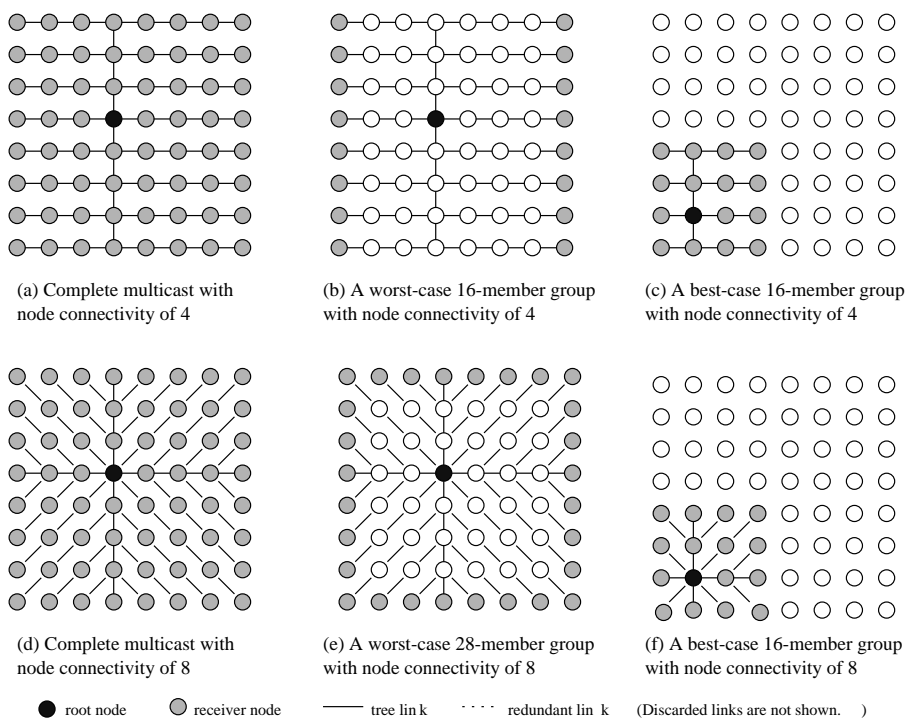 (a) Complete multicast with
node connectivity of 4
(b) A worst-case 16-member group
with node connectivity of 4
(c) A best-case 16-member group
with node connectivity of 4
(d) Complete multicast with
node connectivity of 8
(e) A worst-case 28-member group
with node connectivity of 8
(f) A best-case 16-member group
with node connectivity of 8
root node receiver node tree lin k redundant lin k (Discarded links are not shown. )